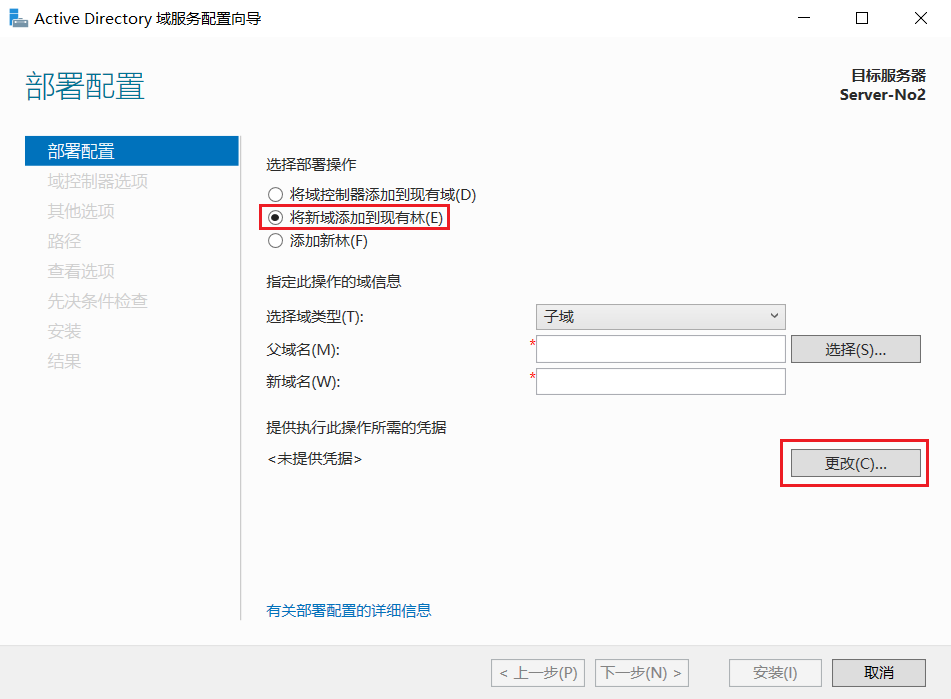 Active Directory 域服务配置向导
部署配置
目标服务器
Server-No2
部署配置
域控制器选项
其他选项
路径
查看选项
先决条件检查
安装
结果
选择部署操作
将域控制器添加到现有域(D)
将新域添加到现有林(E)
添加新林(F)
指定此操作的域信息
选择域类型(T):
子域
父域名(M):
*
选择(S)...
新域名(W):
*
提供执行此操作所需的凭据
<未提供凭据>
更改(C)...
有关部署配置的详细信息
< 上一步(P)
下一步(N) >
安装(I)
取消